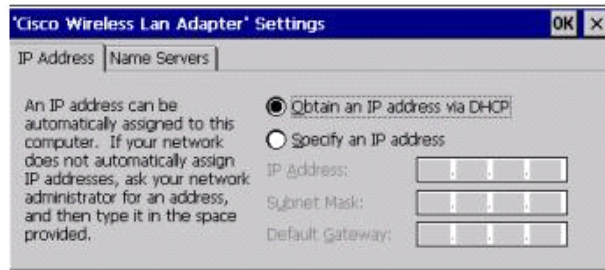 'Cisco Wireless Lan Adapter' Settings OK ×
IP Address Name Servers
An IP address can be
automatically assigned to this
computer. If your network
does not automatically assign
IP addresses, ask your network
administrator for an address,
and then type it in the space
provided.
Obtain an IP address via DHCP
Specify an IP address
IP Address:
Subnet Mask:
Default Gateway: